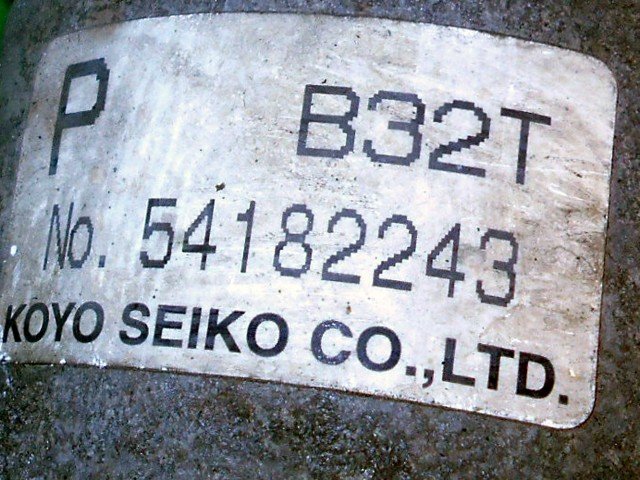 P B32T
No. 54182243
KOYO SEIKO CO.,LTD.